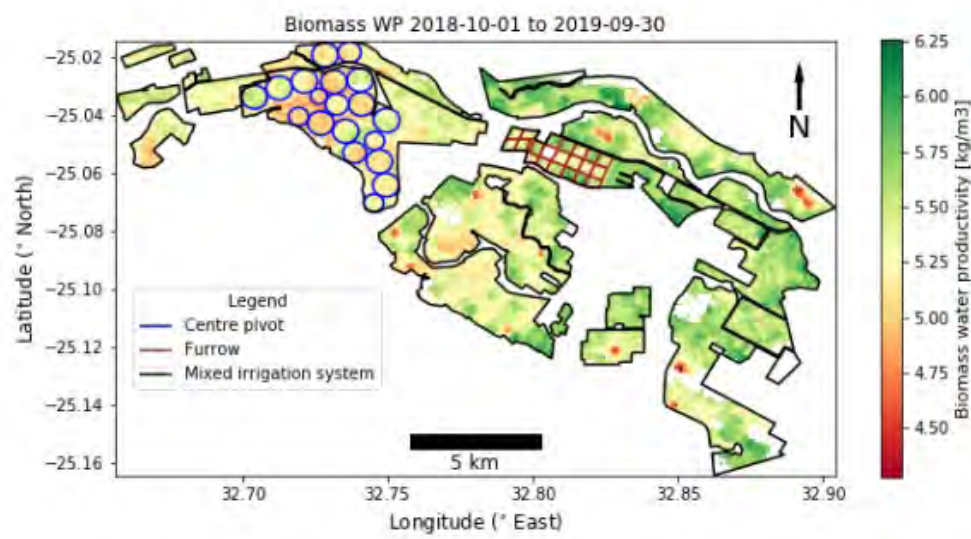 Biomass WP 2018-10-01 to 2019-09-30
−25.02
−25.04
−25.06
−25.08
−25.10
−25.12
−25.14
−25.16
Latitude (° North)
N
Legend
Centre pivot
Furrow
Mixed irrigation system
5 km
32.70
32.75
32.80
32.85
32.90
Longitude (° East)
6.25
6.00
5.75
5.50
5.25
5.00
4.75
4.50
Biomass water productivity [kg/m3]